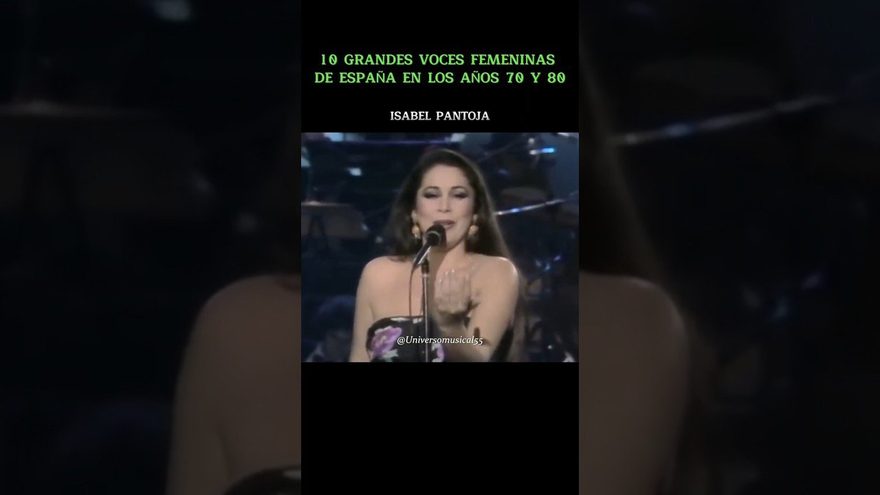 10 GRANDES VOCES FEMENINAS
DE ESPAÑA EN LOS AÑOS 70 Y 80
ISABEL PANTOJA
@Universomusical55